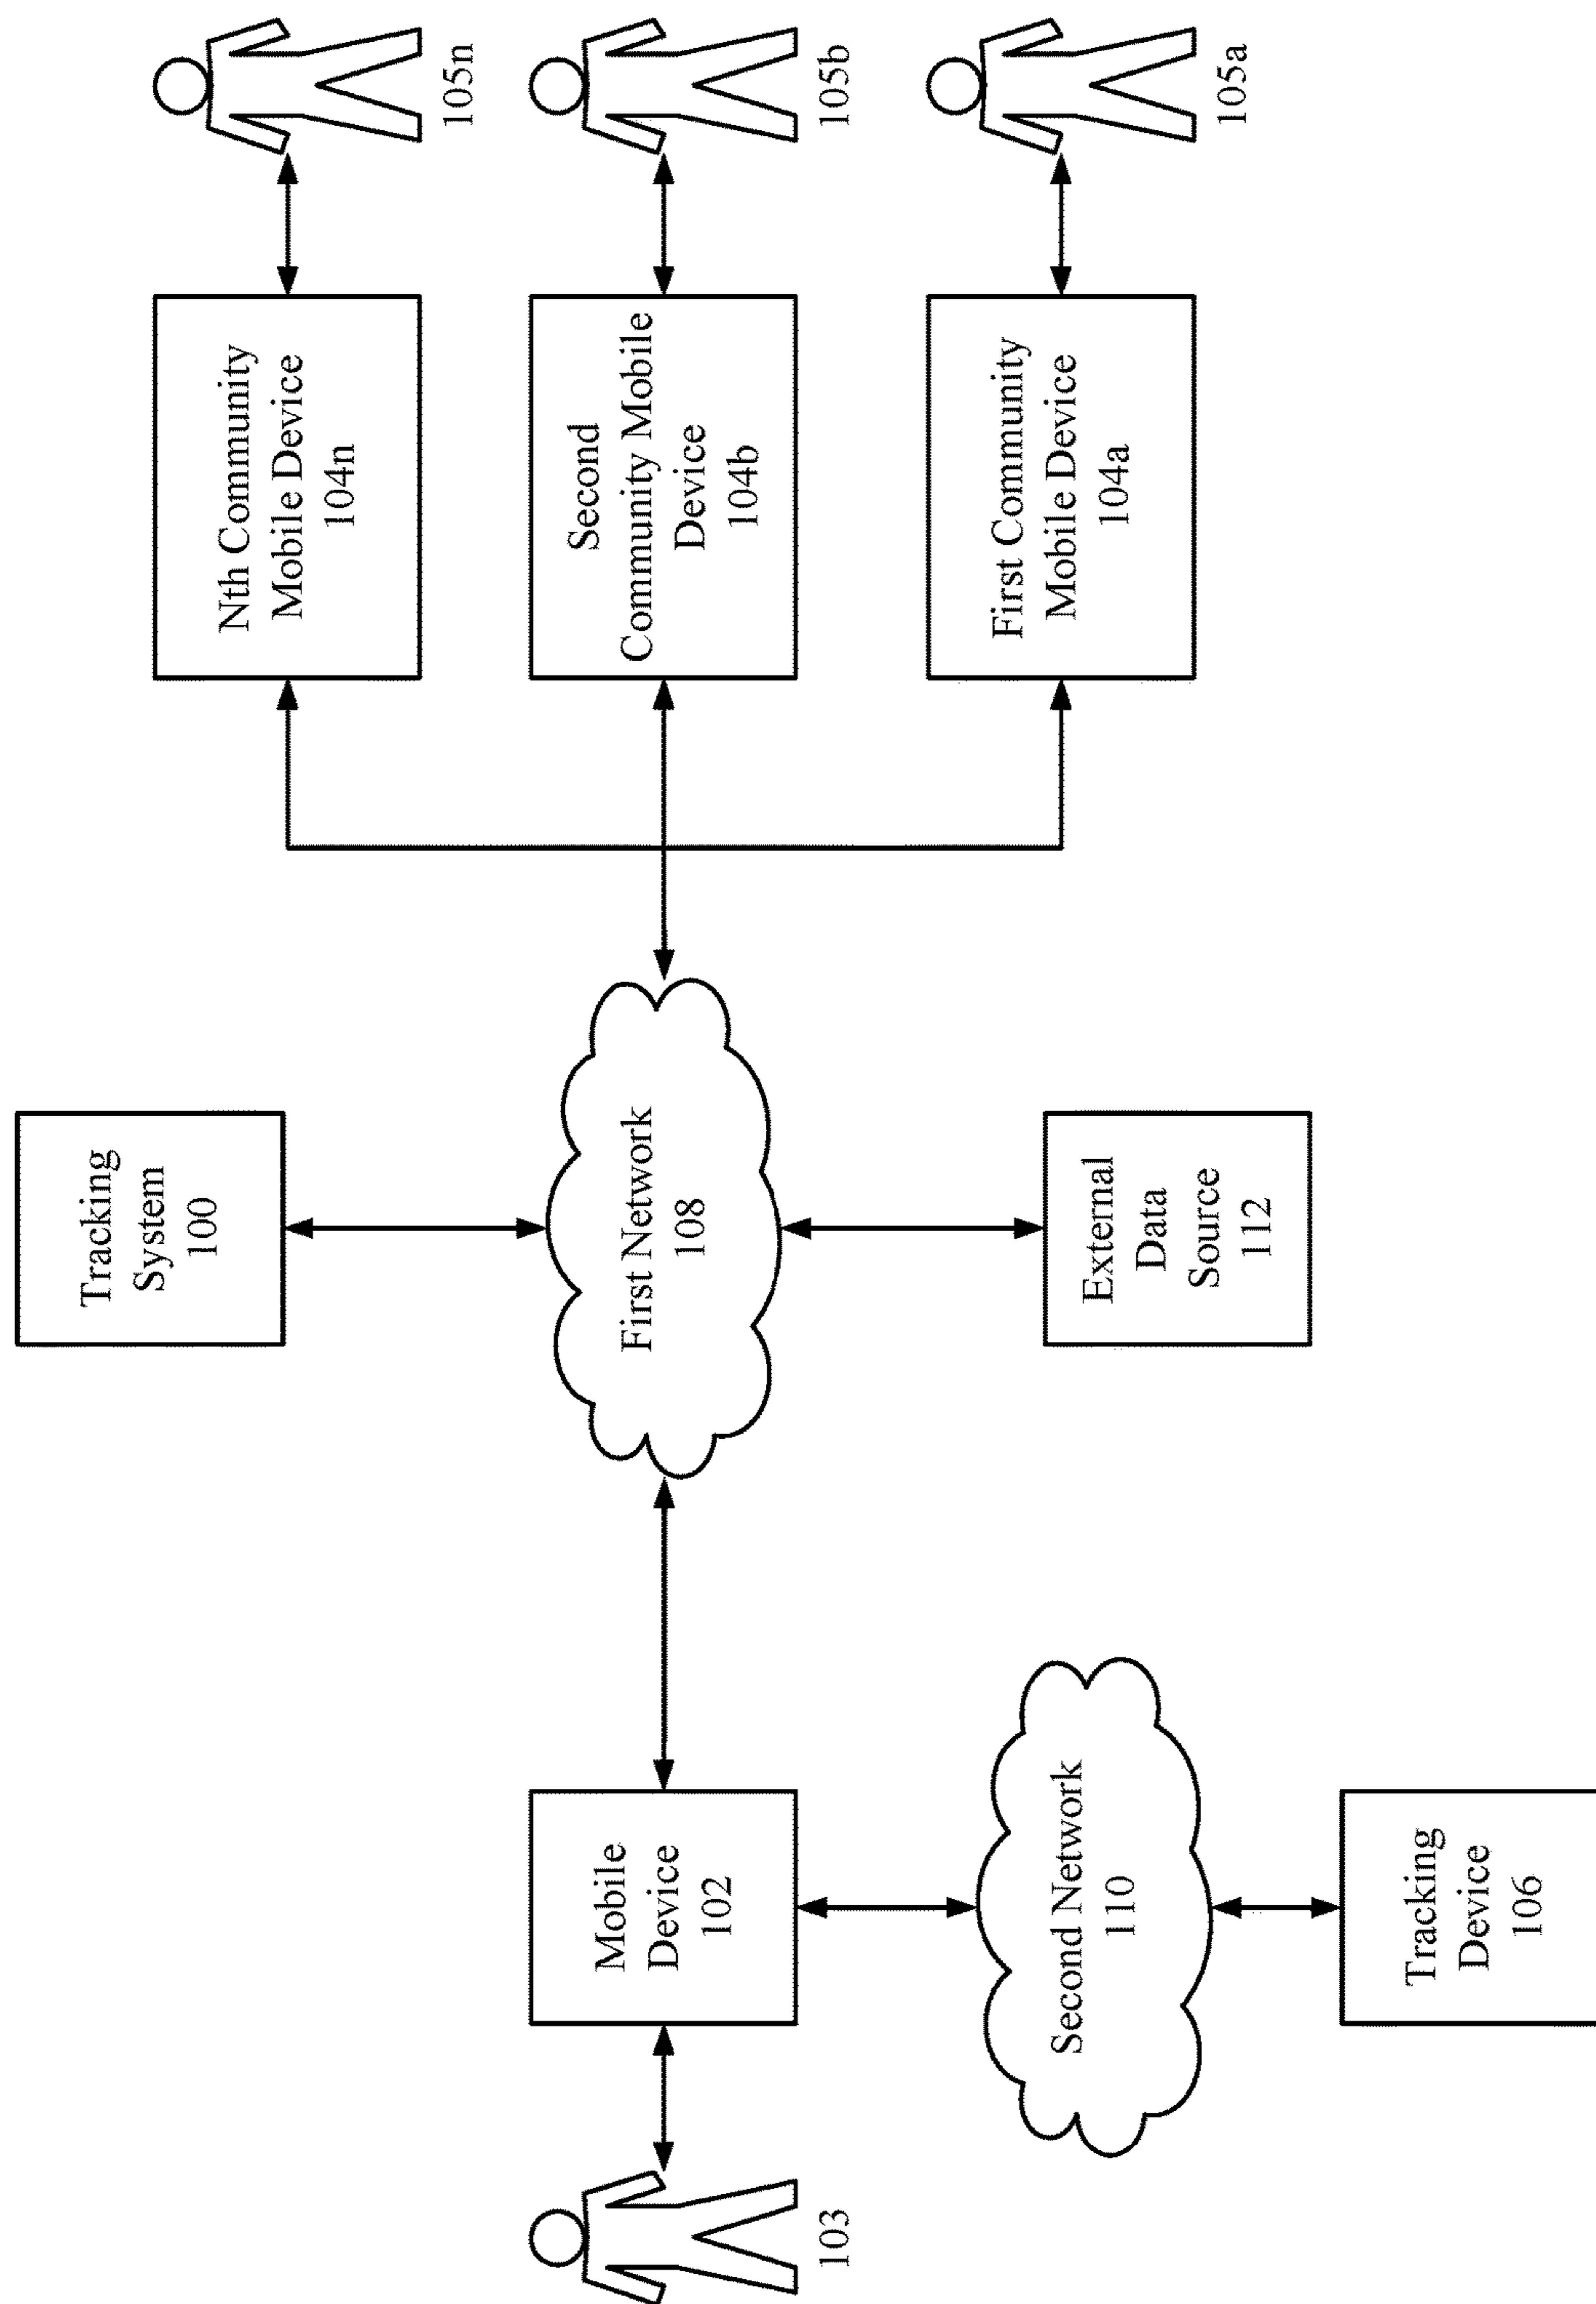 Tracking
System
100
Nth Community
Mobile Device
104n
105n
103
Mobile
Device
102
First Network
108
Second
Community Mobile
Device
104b
105b
Second Network
110
External
Data
Source
112
First Community
Mobile Device
104a
105a
Tracking
Device
106